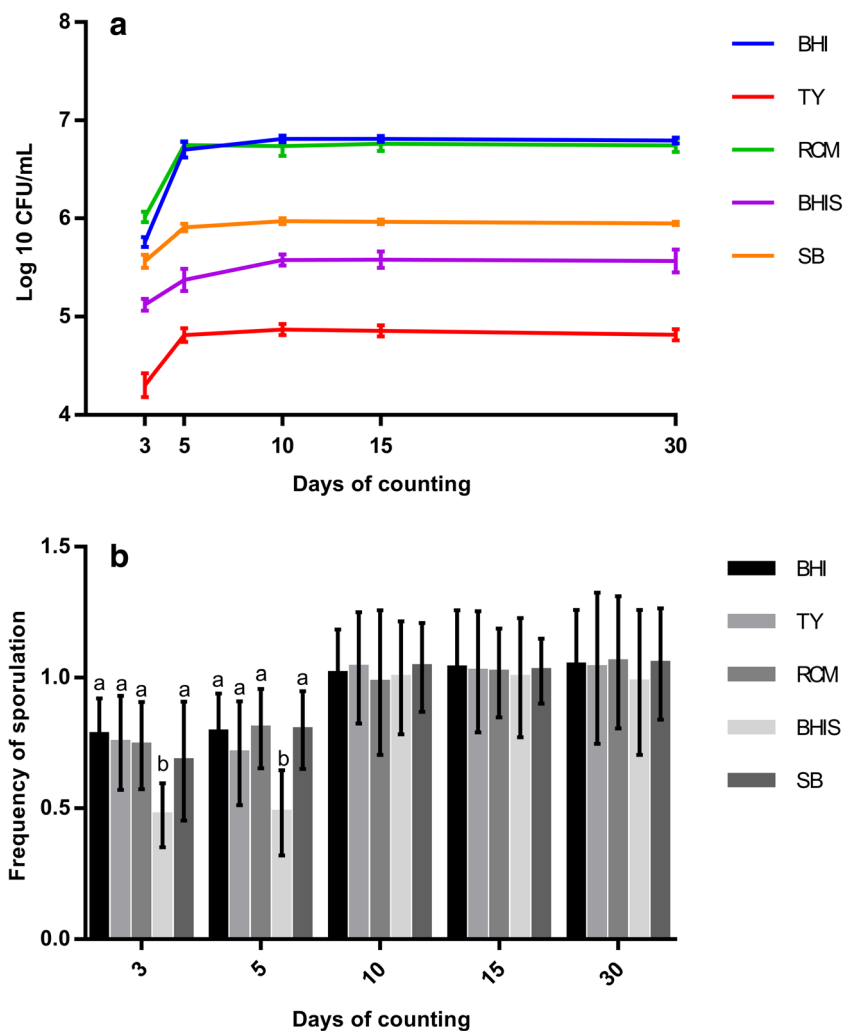 a
Log 10 CFU/mL
8
7
6
5
4
3 5 10 15 30
Days of counting
BHI
TY
RCM
BHIS
SB
b
Frequency of sporulation
1.5
1.0
0.5
0.0
a a a b a
a a a b a
3 5 10 15 30
Days of counting
BHI
TY
RCM
BHIS
SB